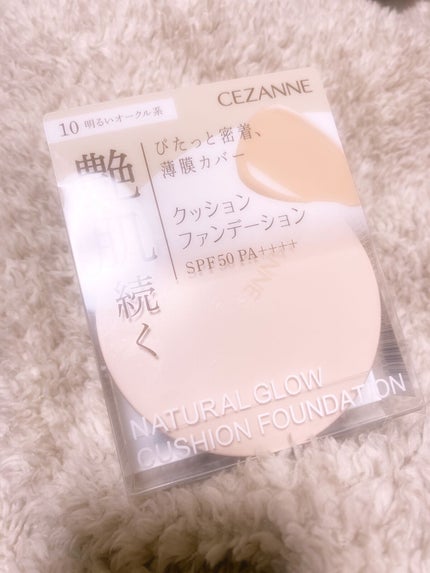 CEZANNE
10 明るいオークル系
艶肌続く
ぴたっと密着、
薄膜カバー
クッション
ファンデーション
SPF50 PA++++
NATURAL GLOW
CUSHION FOUNDATION